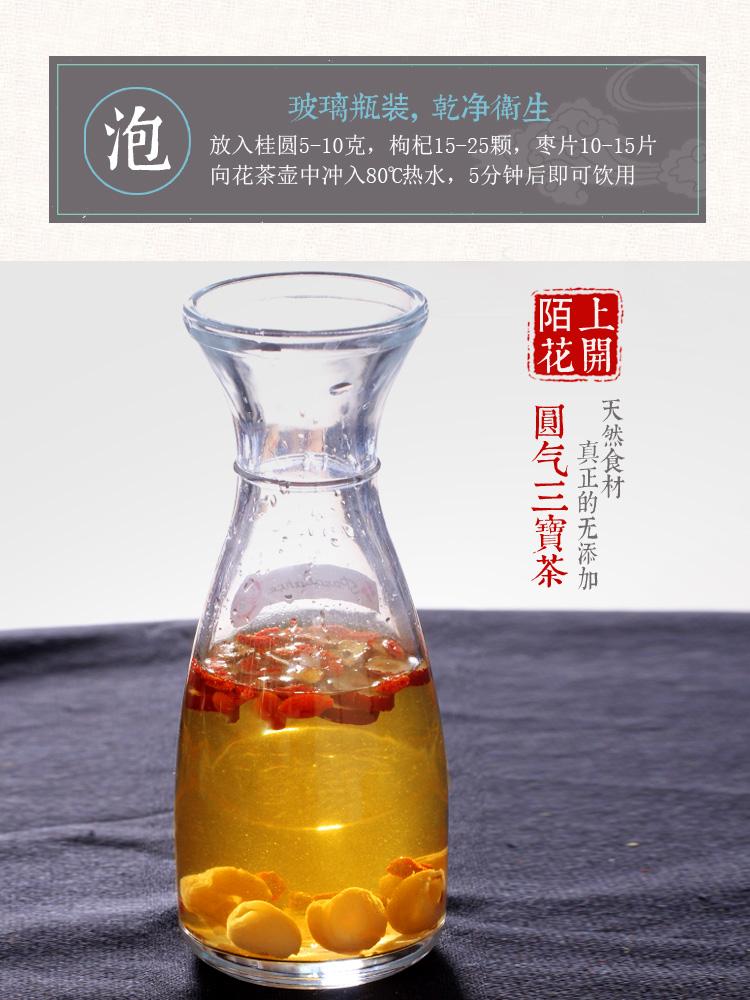 泡
玻璃瓶装，乾净衛生
放入桂圆5-10克，枸杞15-25颗，枣片10-15片
向花茶壶中冲入80℃热水，5分钟后即可饮用
陌上
花開
天然食材
真正的无添加
圓气三寶茶